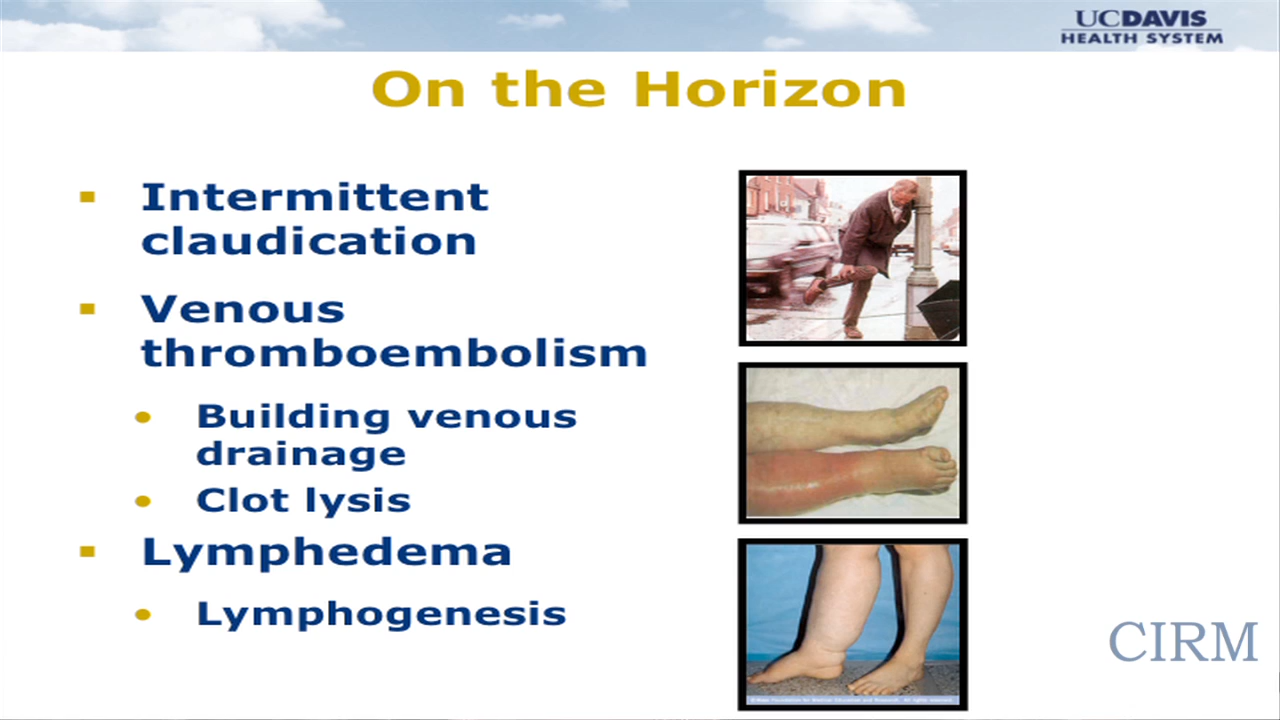 UCDAVIS
HEALTH SYSTEM
On the Horizon
Intermittent
claudication
Venous
thromboembolism
Building venous
drainage
Clot lysis
Lymphedema
Lymphogenesis
CIRM